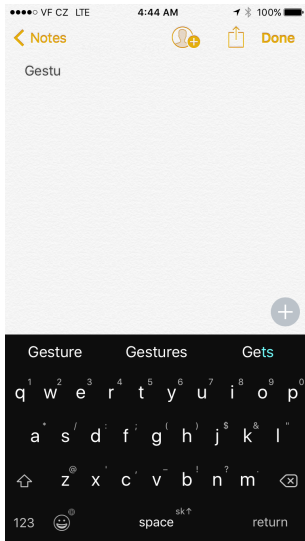 VF CZ LTE 4:44 AM 100%
Notes Done
Gestu
Gesture Gestures Gets
1 2 3 4 5 6 7 8 9 0
q w e r t y u i o p
* / : ; ( ) $ & "
a s d f g h j k l
@ ' , – ! ? .
z x c v b n m
sk↑
123 space return